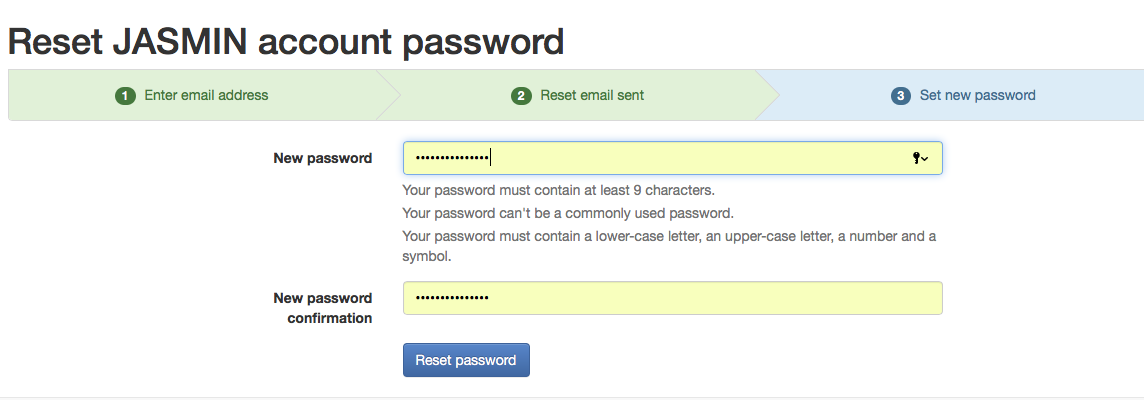 Reset JASMIN account password
1 Enter email address
2 Reset email sent
3 Set new password
New password
•••••••••••••••
Your password must contain at least 9 characters.
Your password can't be a commonly used password.
Your password must contain a lower-case letter, an upper-case letter, a number and a
symbol.
New password
confirmation
•••••••••••••••
Reset password